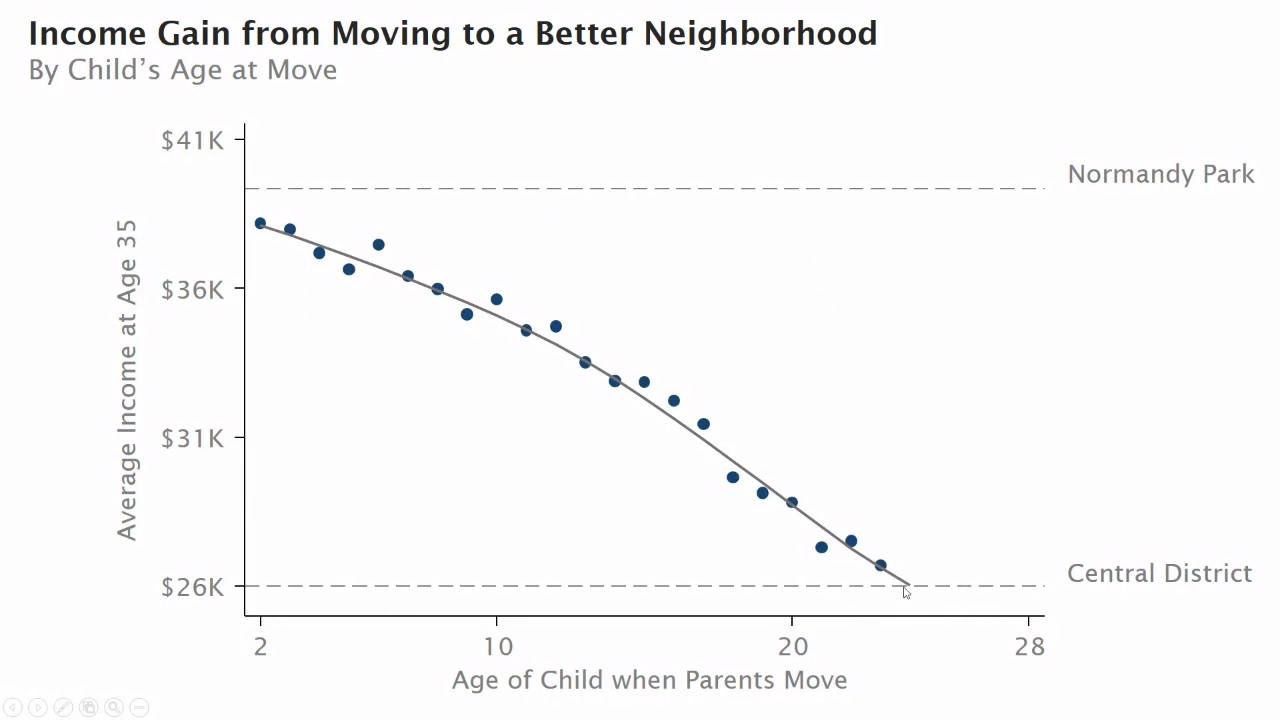 Income Gain from Moving to a Better Neighborhood
By Child’s Age at Move
$41K
Normandy Park
$36K
Average Income at Age 35
$31K
$26K
Central District
2 10 20 28
Age of Child when Parents Move